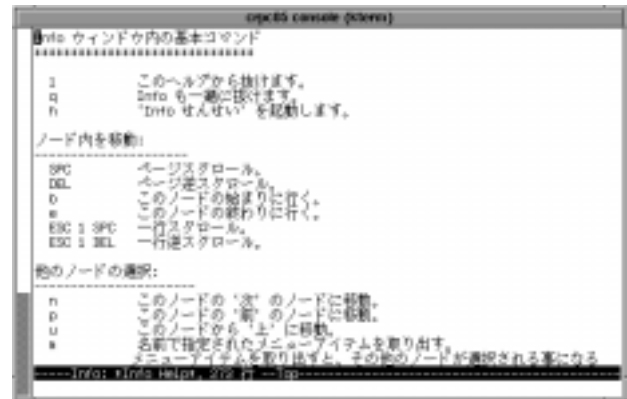 crpc85 console (kterm)
Info ウィンドウ内の基本コマンド
******************************
l このヘルプから抜けます。
q Info も一緒に抜けます。
h 'Info せんせい' を起動します。
ノード内を移動:
----------------------
SPC ページスクロール。
DEL ページ逆スクロール。
b このノードの始まりに行く。
e このノードの終わりに行く。
ESC 1 SPC 一行スクロール。
ESC 1 DEL 一行逆スクロール。
他のノードの選択:
----------------------
n このノードの '次' のノードに移動。
p このノードの '前' のノードに移動。
u このノードから '上' に移動。
m 名前で指定されたメニューアイテムを取り出す。
メニューアイテムを取り出すと、その他のノードが選択される事になる
-----Info: *Info Help*, 272 行 --Top-----